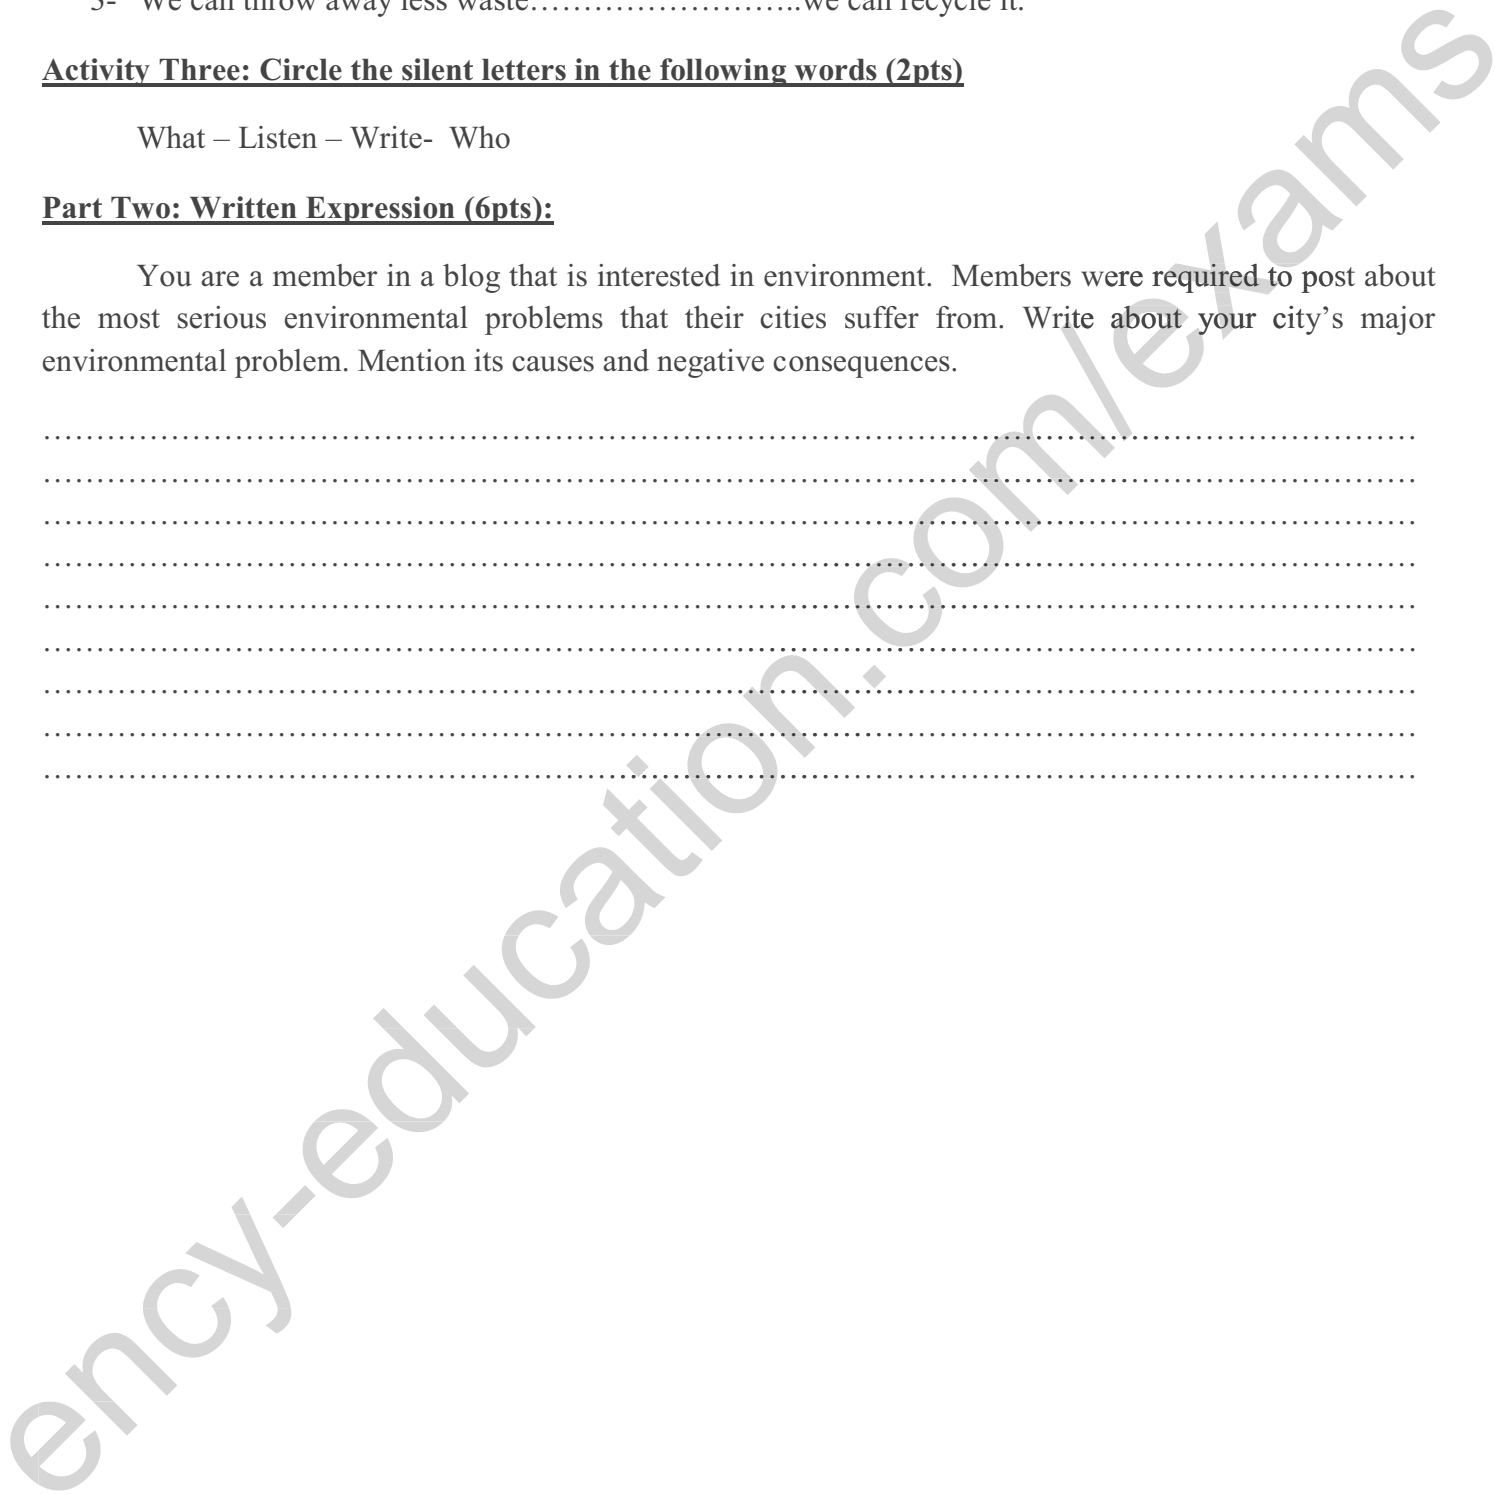 We can throw away less waste……………………..we can recycle it.
Activity Three: Circle the silent letters in the following words (2pts)
What – Listen – Write-  Who
Part Two: Written Expression (6pts):
You are a member in a blog that is interested in environment.  Members were required to post about
the most serious environmental problems that their cities suffer from. Write about your city’s major
environmental problem. Mention its causes and negative consequences.
ency-education.com/exams